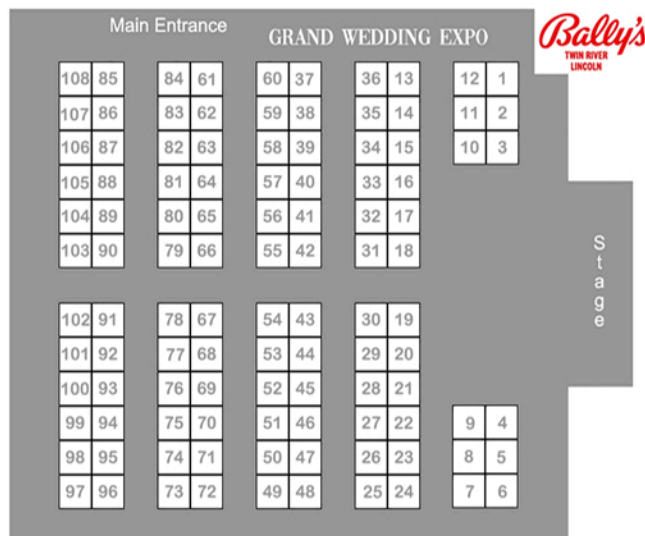 Main Entrance
GRAND WEDDING EXPO
Bally's
TWIN RIVER
LINCOLN
108 85 84 61 60 37 36 13 12 1
107 86 83 62 59 38 35 14 11 2
106 87 82 63 58 39 34 15 10 3
105 88 81 64 57 40 33 16
104 89 80 65 56 41 32 17
103 90 79 66 55 42 31 18
Stage
102 91 78 67 54 43 30 19
101 92 77 68 53 44 29 20
100 93 76 69 52 45 28 21
99 94 75 70 51 46 27 22 9 4
98 95 74 71 50 47 26 23 8 5
97 96 73 72 49 48 25 24 7 6